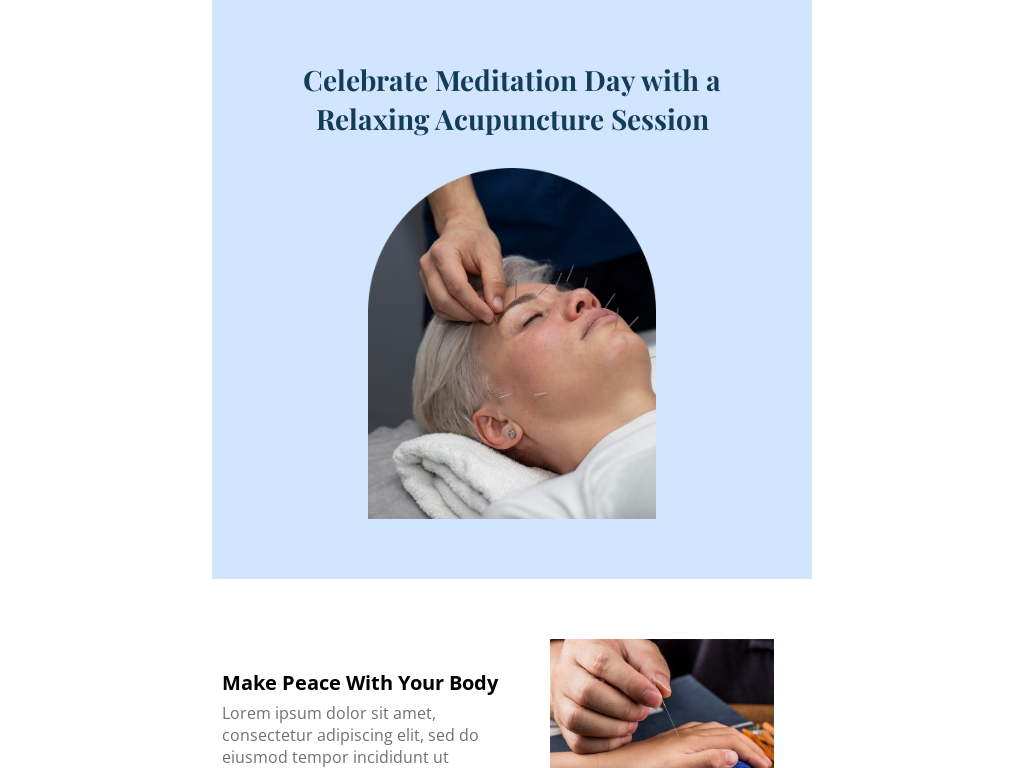 Celebrate Meditation Day with a
Relaxing Acupuncture Session
Make Peace With Your Body
Lorem ipsum dolor sit amet,
consectetur adipiscing elit, sed do
eiusmod tempor incididunt ut